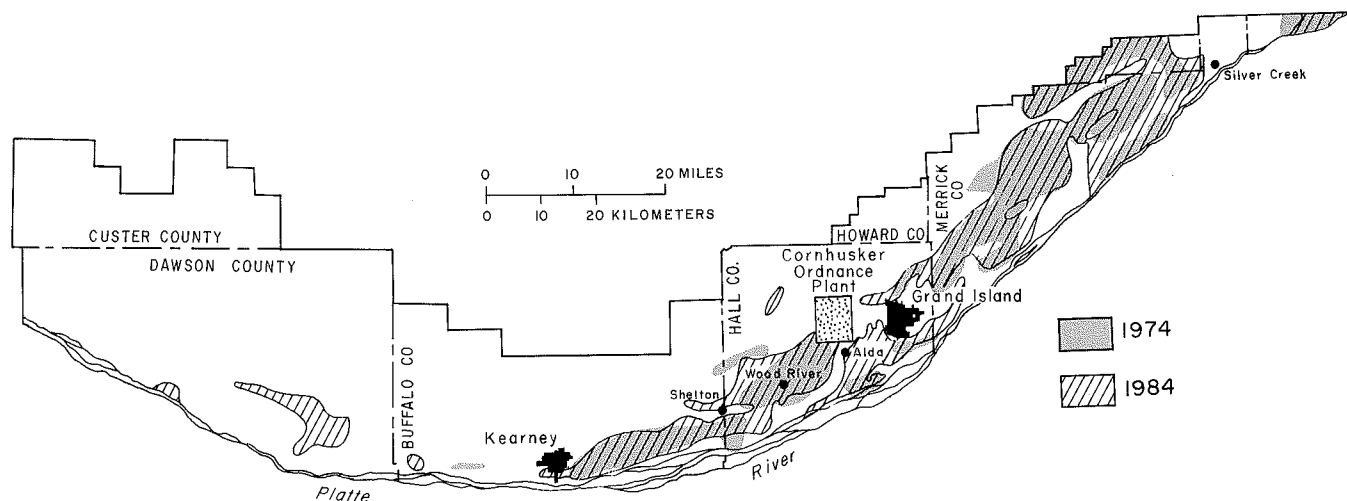 Silver Creek
0 10 20 MILES
0 10 20 KILOMETERS
MERRICK
CO
CUSTER COUNTY
DAWSON COUNTY
HOWARD CO.
Cornhusker
Ordnance
Plant
HALL CO.
Grand Island
1974
Alda
Wood River
1984
Shelton
BUFFALO CO
Kearney
River
Platte